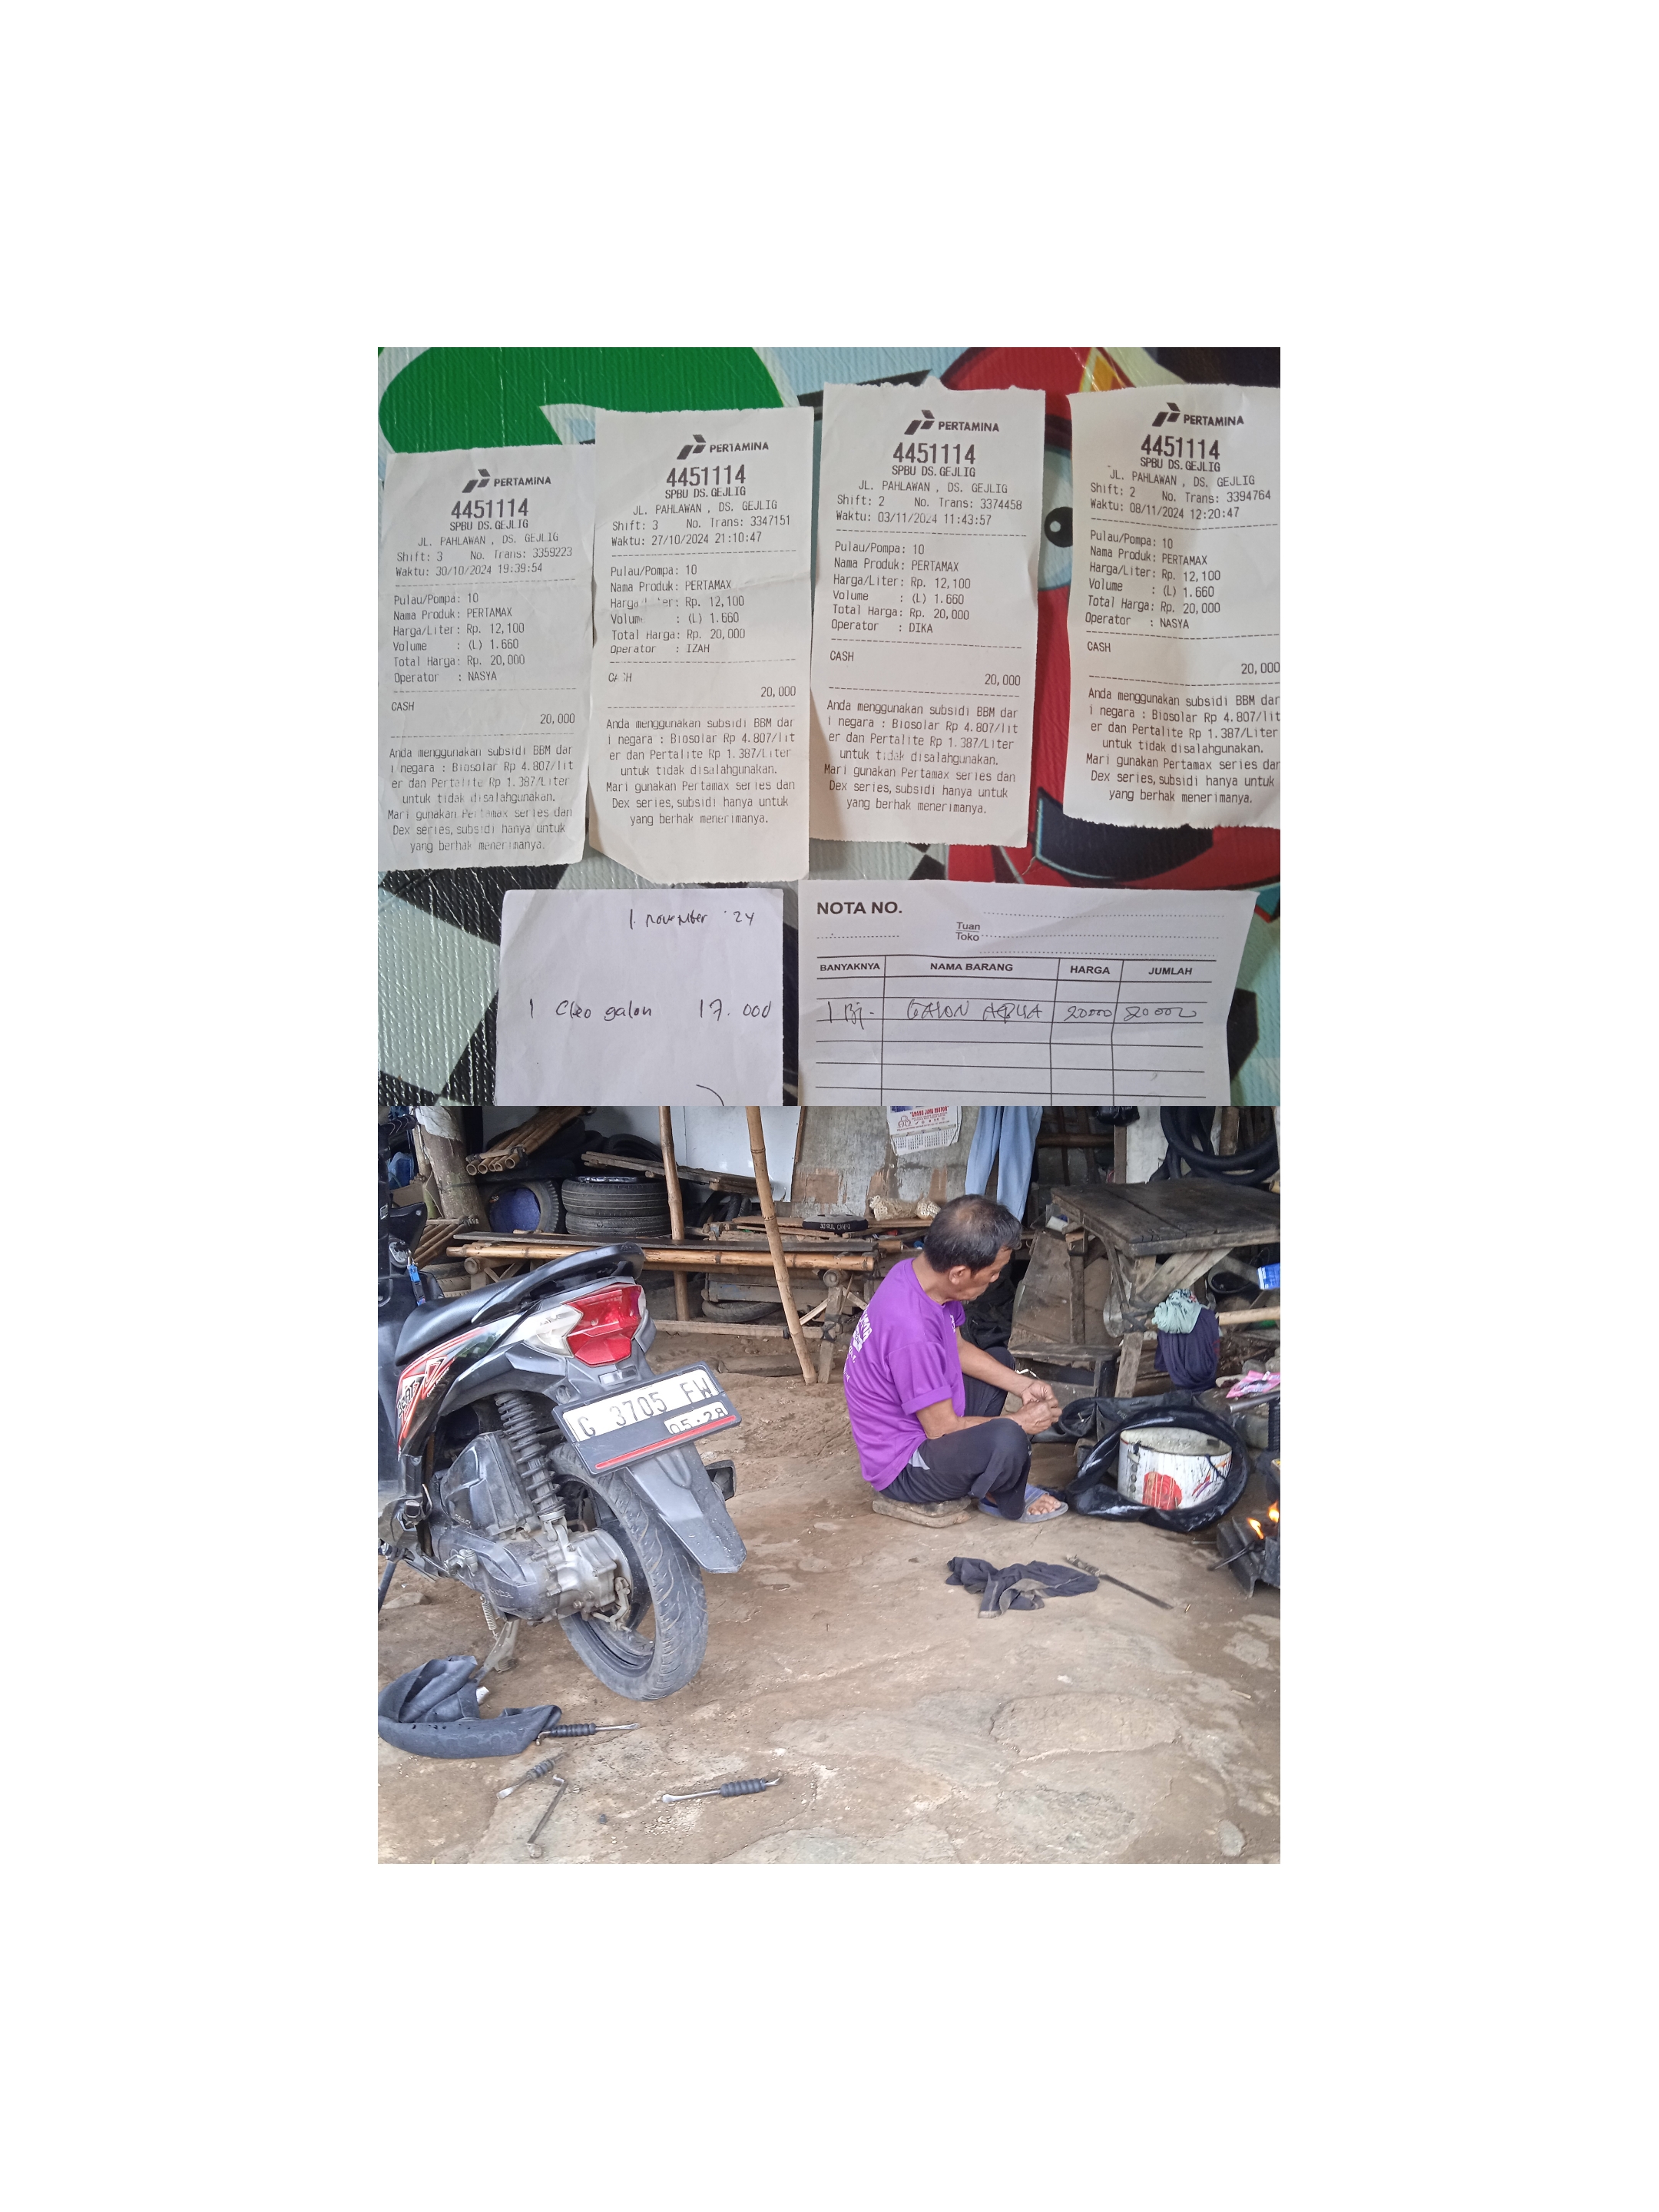 PERTAMINA
4451114
SPBU DS.GEJLIG
JL. PAHLAWAN , DS. GEJLIG
Shift: 3 No. Trans: 3359223
Waktu: 30/10/2024 19:39:54
Pulau/Pompa: 10
Nama Produk: PERTAMAX
Harga/Liter: Rp. 12,100
Volume : (L) 1.660
Total Harga: Rp. 20,000
Operator : NASYA
CASH
20,000
Anda menggunakan subsidi BBM dar
i negara : Biosolar Rp 4.807/lit
er dan Pertalite Rp 1.387/Liter
untuk tidak disalahgunakan.
Mari gunakan Pertamax series dan
Dex series,subsidi hanya untuk
yang berhak menerimanya.
PERTAMINA
4451114
SPBU DS.GEJLIG
JL. PAHLAWAN , DS. GEJLIG
Shift: 3 No. Trans: 3347151
Waktu: 27/10/2024 21:10:47
Pulau/Pompa: 10
Nama Produk: PERTAMAX
Harga/Liter: Rp. 12,100
Volume : (L) 1.660
Total Harga: Rp. 20,000
Operator : IZAH
CASH
20,000
Anda menggunakan subsidi BBM dar
i negara : Biosolar Rp 4.807/lit
er dan Pertalite Rp 1.387/Liter
untuk tidak disalahgunakan.
Mari gunakan Pertamax series dan
Dex series,subsidi hanya untuk
yang berhak menerimanya.
PERTAMINA
4451114
SPBU DS.GEJLIG
JL. PAHLAWAN , DS. GEJLIG
Shift: 2 No. Trans: 3374458
Waktu: 03/11/2024 11:43:57
Pulau/Pompa: 10
Nama Produk: PERTAMAX
Harga/Liter: Rp. 12,100
Volume : (L) 1.660
Total Harga: Rp. 20,000
Operator : DIKA
CASH
20,000
Anda menggunakan subsidi BBM dar
i negara : Biosolar Rp 4.807/lit
er dan Pertalite Rp 1.387/Liter
untuk tidak disalahgunakan.
Mari gunakan Pertamax series dan
Dex series,subsidi hanya untuk
yang berhak menerimanya.
PERTAMINA
4451114
SPBU DS.GEJLIG
JL. PAHLAWAN , DS. GEJLIG
Shift: 2 No. Trans: 3394764
Waktu: 08/11/2024 12:20:47
Pulau/Pompa: 10
Nama Produk: PERTAMAX
Harga/Liter: Rp. 12,100
Volume : (L) 1.660
Total Harga: Rp. 20,000
Operator : NASYA
CASH
20,000
Anda menggunakan subsidi BBM dar
i negara : Biosolar Rp 4.807/lit
er dan Pertalite Rp 1.387/Liter
untuk tidak disalahgunakan.
Mari gunakan Pertamax series dan
Dex series,subsidi hanya untuk
yang berhak menerimanya.
1 november '24
1 Cleo galon 17.000
NOTA NO.
Tuan
Toko
BANYAKNYA NAMA BARANG HARGA JUMLAH
1 Bj- GALON AQUA 20000 20000
BEAT
G 3705 FW
05·28